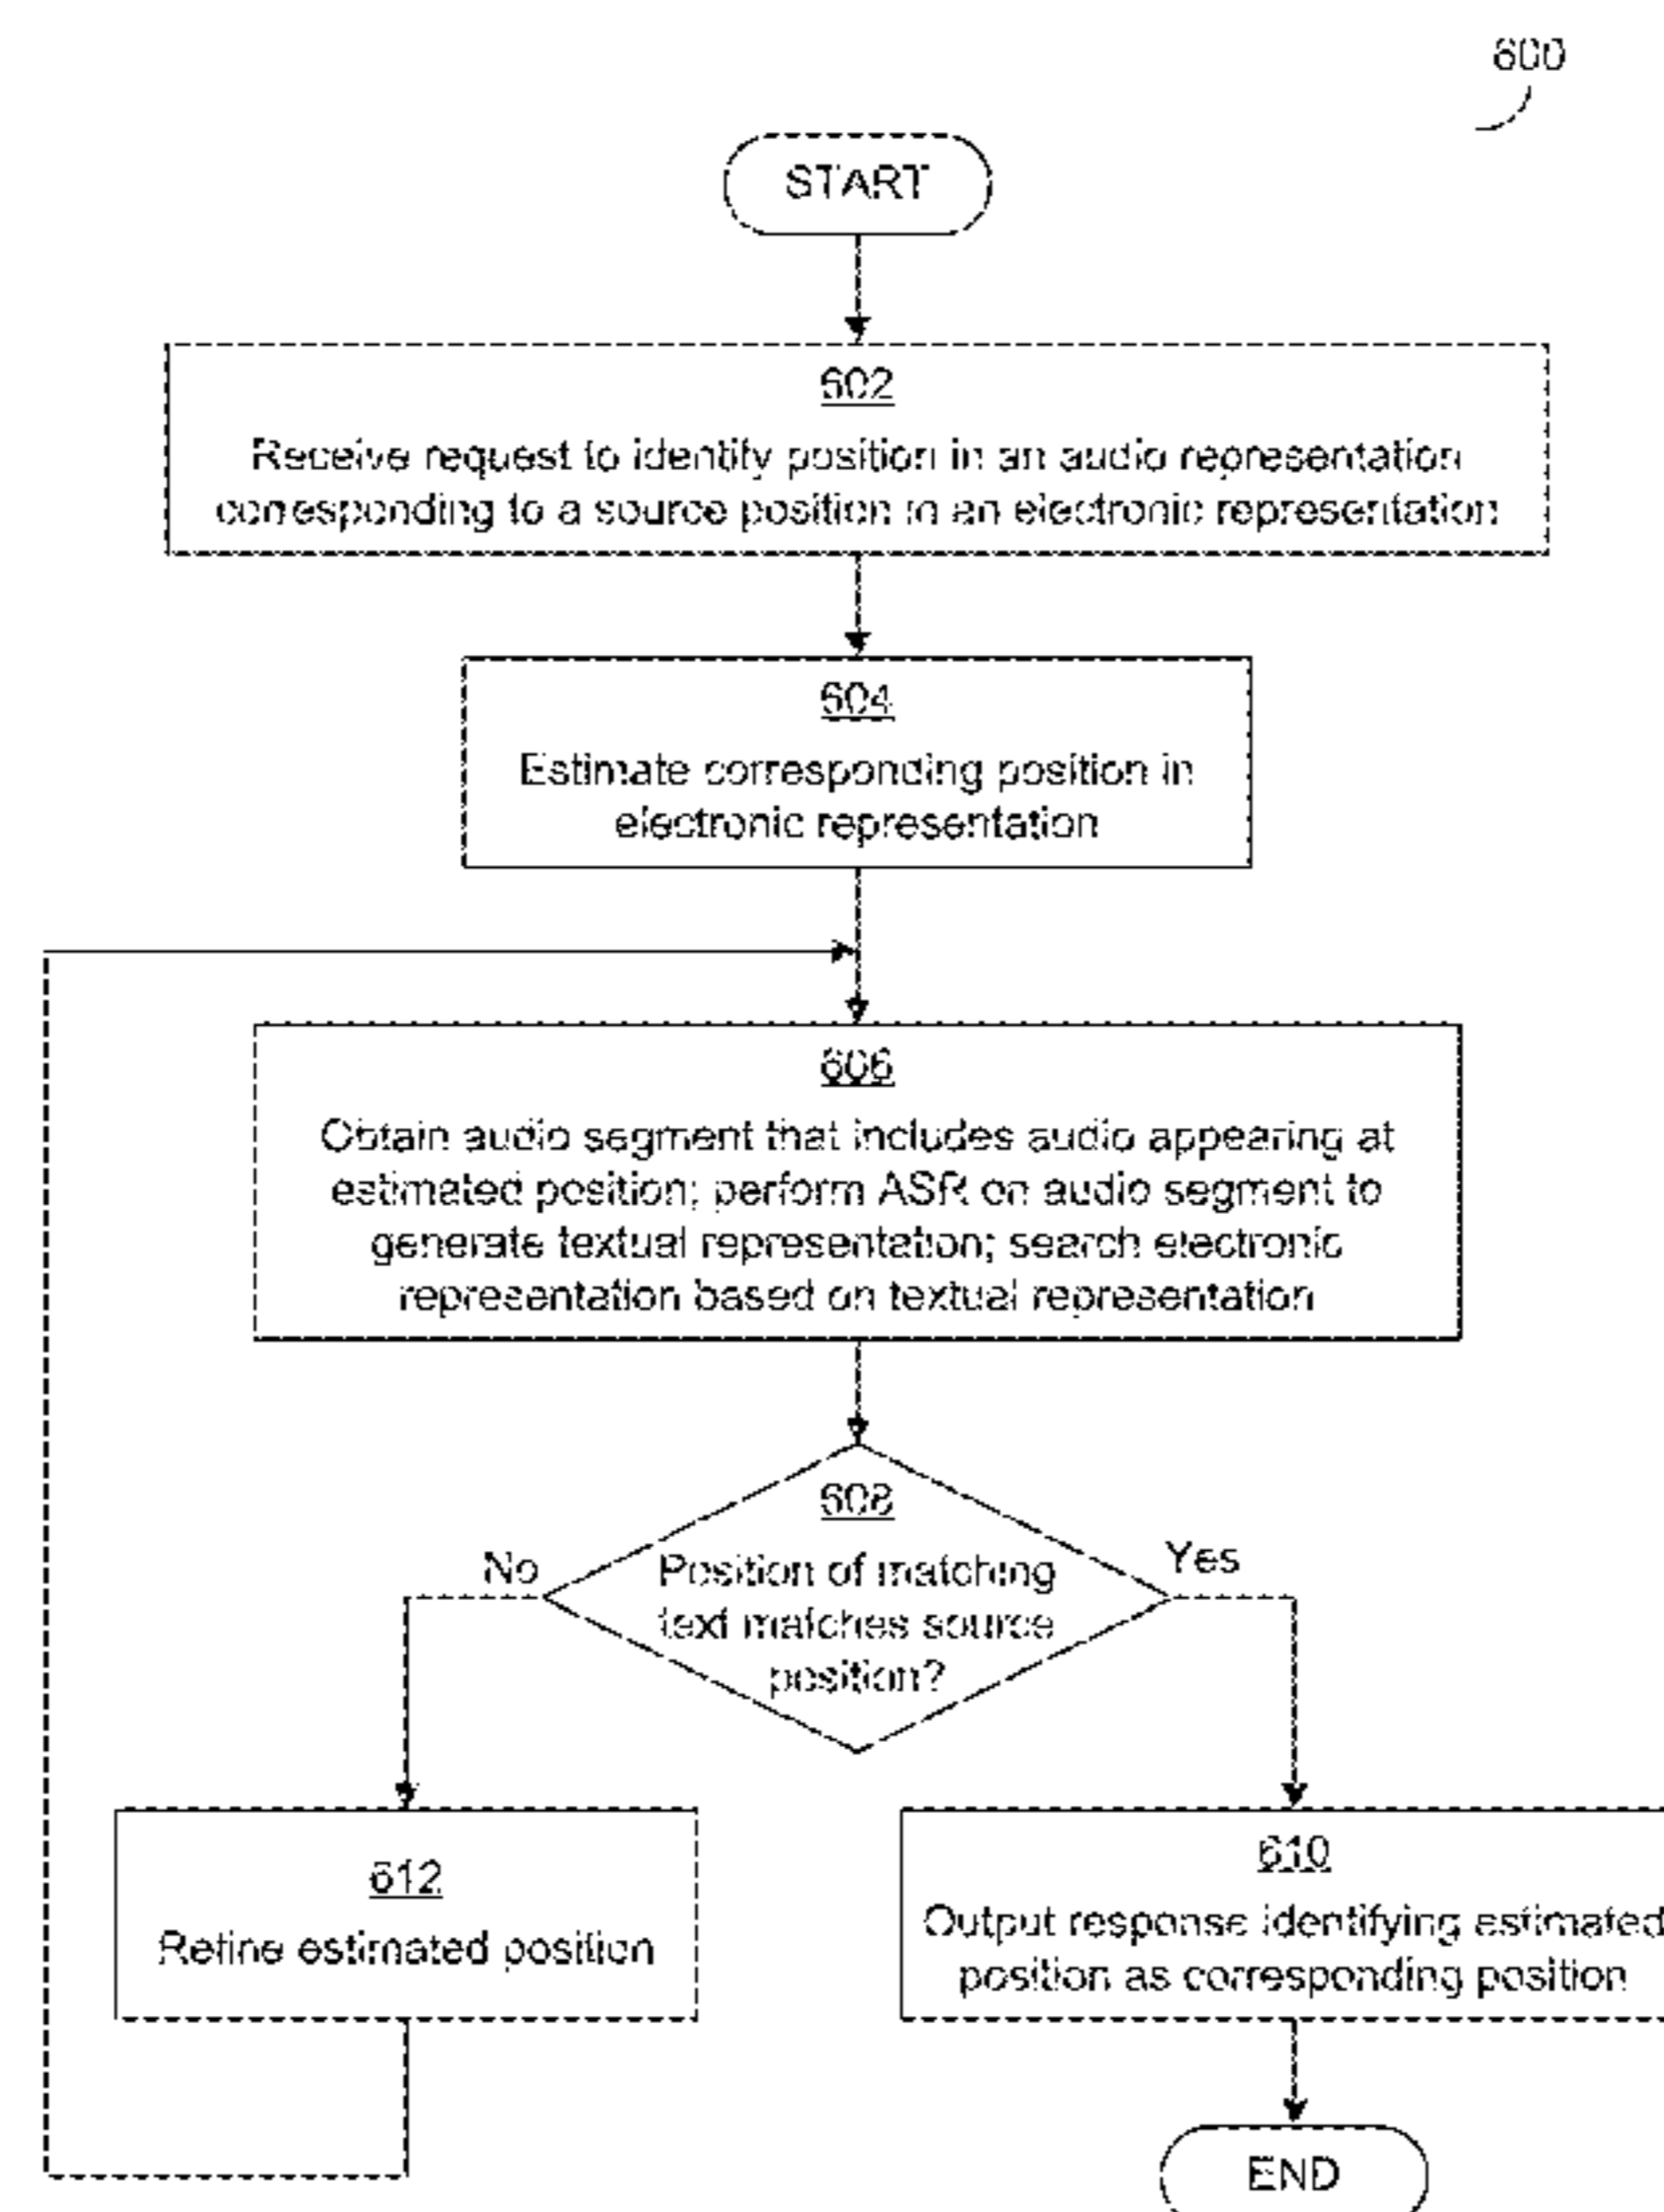 600
START
602
Receive request to identify position in an audio representation
corresponding to a source position in an electronic representation
604
Estimate corresponding position in
electronic representation
606
Obtain audio segment that includes audio appearing at
estimated position; perform ASR on audio segment to
generate textual representation; search electronic
representation based on textual representation
608
Position of matching
text matches source
position?
No
Yes
612
Refine estimated position
610
Output response identifying estimated
position as corresponding position
END